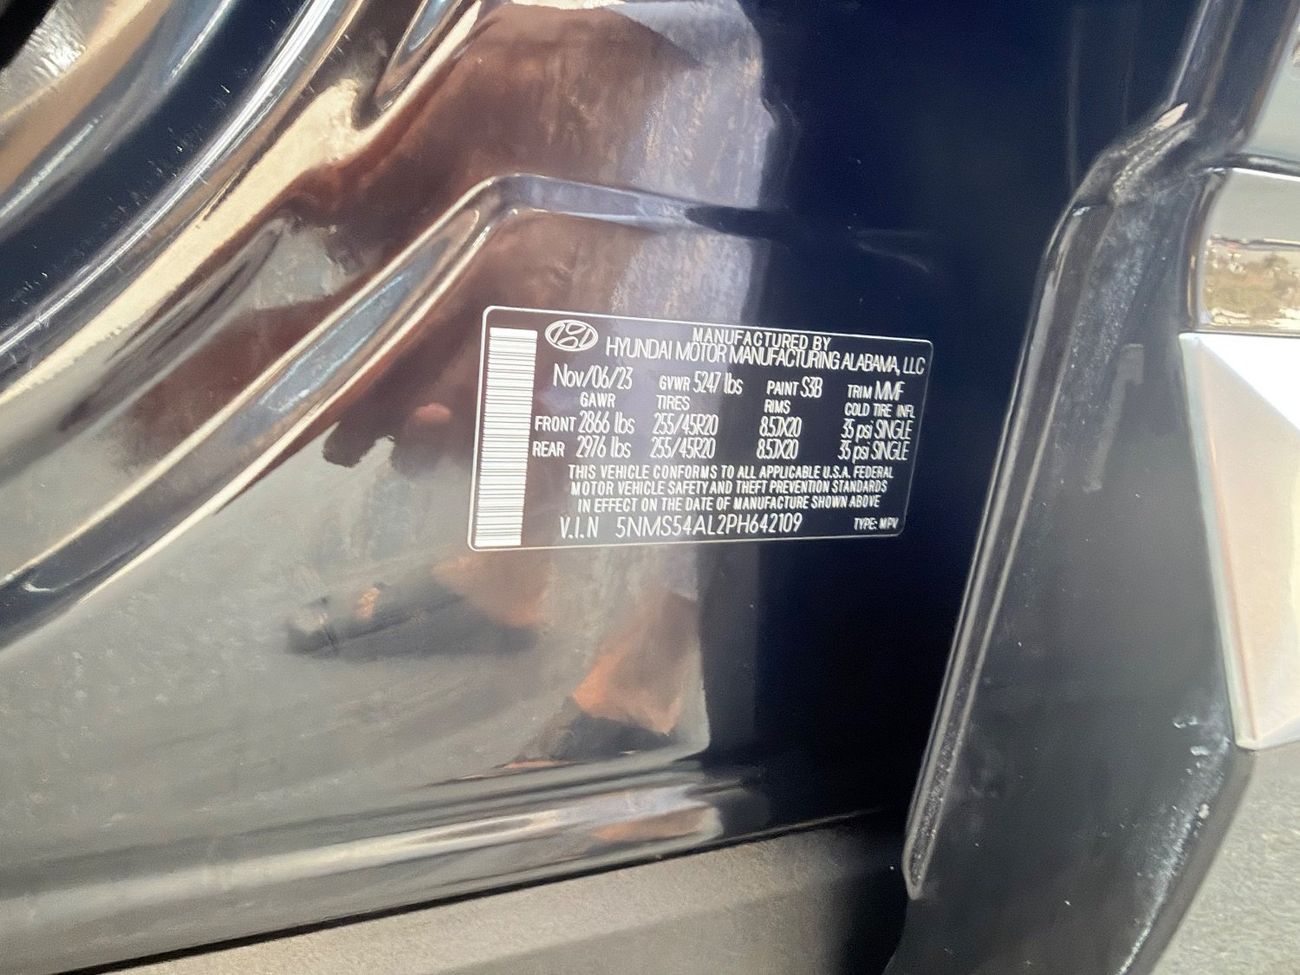 MANUFACTURED BY
HYUNDAI MOTOR MANUFACTURING ALABAMA, LLC
Nov/06/23 GVWR 5247 lbs PAINT S3B TRIM MMF
GAWR TIRES RIMS COLD TIRE INFL
FRONT 2866 lbs 255/45R20 8.5JX20 35 psi SINGLE
REAR 2976 lbs 255/45R20 8.5JX20 35 psi SINGLE
THIS VEHICLE CONFORMS TO ALL APPLICABLE U.S.A. FEDERAL
MOTOR VEHICLE SAFETY AND THEFT PREVENTION STANDARDS
IN EFFECT ON THE DATE OF MANUFACTURE SHOWN ABOVE
V.I.N 5NMS54AL2PH642109 TYPE: MPV